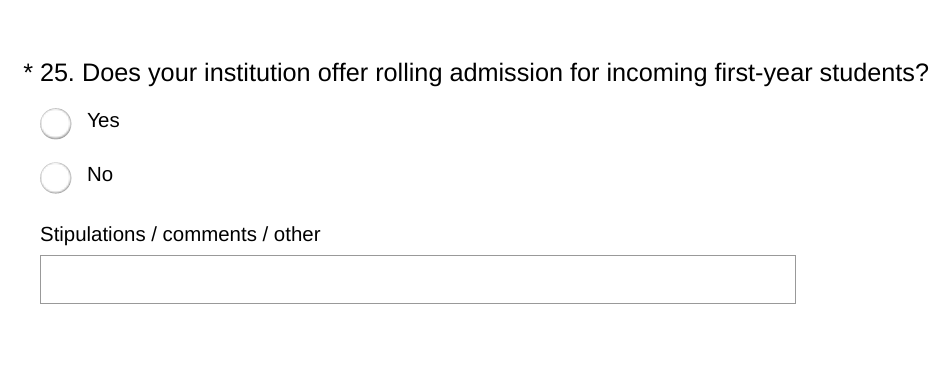 * 25. Does your institution offer rolling admission for incoming first-year students?
Yes
No
Stipulations / comments / other